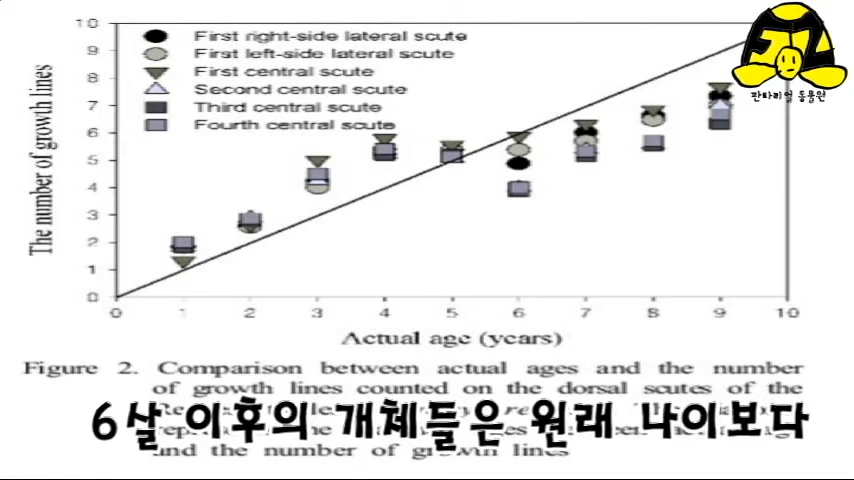 First right-side lateral scute
First left-side lateral scute
First central scute
Second central scute
Third central scute
Fourth central scute
판타리얼 동물원
The number of growth lines
10
9
8
7
6
5
4
3
2
1
0
0 1 2 3 4 5 6 7 8 9 10
Actual age (years)
Figure 2. Comparison between actual ages and the number
of growth lines counted on the dorsal scutes of the
6살 이후의 개체들은 원래 나이보다
and the number of growth lines